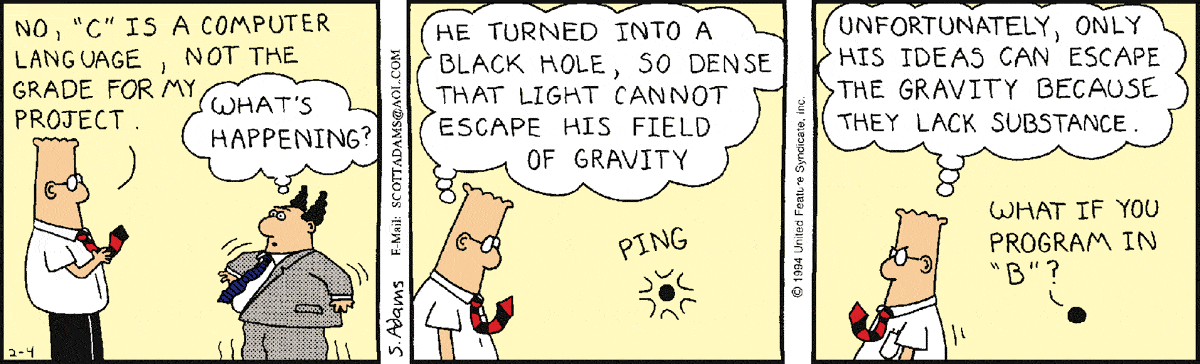 NO, "C" IS A COMPUTER
LANGUAGE, NOT THE
GRADE FOR MY
PROJECT.
WHAT'S
HAPPENING?
2-4
S. Adams E-Mail: SCOTTADAMS@AOL.COM
HE TURNED INTO A
BLACK HOLE, SO DENSE
THAT LIGHT CANNOT
ESCAPE HIS FIELD
OF GRAVITY
PING
© 1994 United Feature Syndicate, Inc.
UNFORTUNATELY, ONLY
HIS IDEAS CAN ESCAPE
THE GRAVITY BECAUSE
THEY LACK SUBSTANCE.
WHAT IF YOU
PROGRAM IN
"B"?